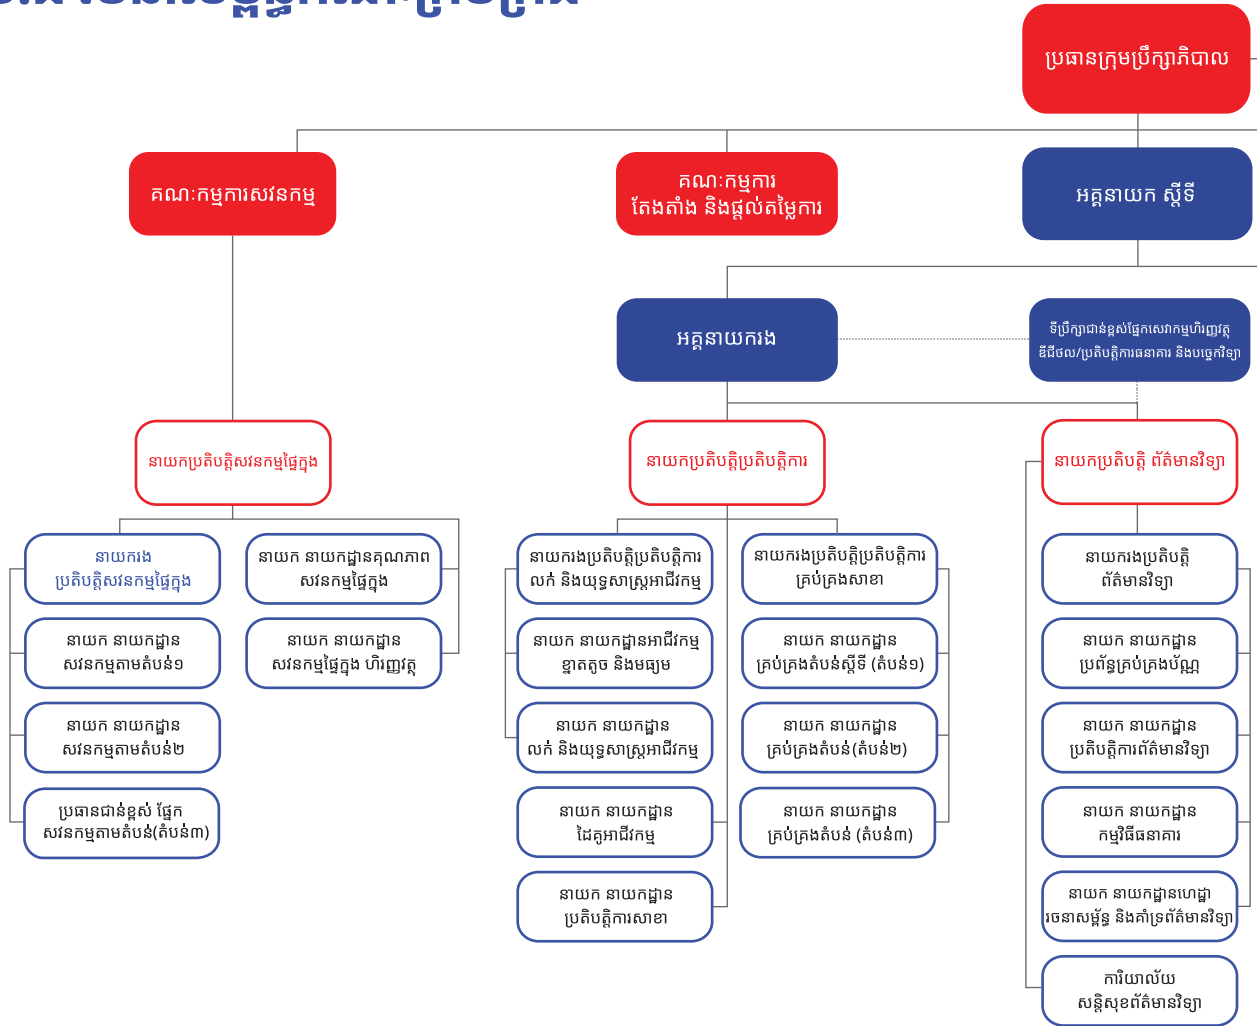 ប្រធានក្រុមប្រឹក្សាភិបាល
គណៈកម្មការសវនកម្ម
គណៈកម្មការ
តែងតាំង និងផ្តល់តម្លៃការ
អគ្គនាយក ស៊ីធី
អគ្គនាយករង
ទីប្រឹក្សាជាន់ខ្ពស់ផ្នែកសេវាកម្មហិរញ្ញវត្ថុ
ឌីជីថល/ប្រតិបត្តិការធនាគារ និងបច្ចេកវិទ្យា
នាយកប្រតិបត្តិសវនកម្មផ្ទៃក្នុង
នាយកប្រតិបត្តិប្រតិបត្តិការ
នាយកប្រតិបត្តិ ព័ត៌មានវិទ្យា
នាយករង
ប្រតិបត្តិសវនកម្មផ្ទៃក្នុង
នាយក នាយកដ្ឋាន
សវនកម្មតាមតំបន់១
នាយក នាយកដ្ឋាន
សវនកម្មតាមតំបន់២
ប្រធានជាន់ខ្ពស់ ផ្នែក
សវនកម្មតាមតំបន់(តំបន់៣)
នាយក នាយកដ្ឋានគុណភាព
សវនកម្មផ្ទៃក្នុង
នាយក នាយកដ្ឋាន
សវនកម្មផ្ទៃក្នុង ហិរញ្ញវត្ថុ
នាយករងប្រតិបត្តិប្រតិបត្តិការ
លក់ និងយុទ្ធសាស្ត្រអាជីវកម្ម
នាយក នាយកដ្ឋានអាជីវកម្ម
ខ្នាតតូច និងមធ្យម
នាយក នាយកដ្ឋាន
លក់ និងយុទ្ធសាស្ត្រអាជីវកម្ម
នាយក នាយកដ្ឋាន
ដៃគូអាជីវកម្ម
នាយក នាយកដ្ឋាន
ប្រតិបត្តិការសាខា
នាយករងប្រតិបត្តិប្រតិបត្តិការ
គ្រប់គ្រងសាខា
នាយក នាយកដ្ឋាន
គ្រប់គ្រងតំបន់ស្តីទី (តំបន់១)
នាយក នាយកដ្ឋាន
គ្រប់គ្រងតំបន់(តំបន់២)
នាយក នាយកដ្ឋាន
គ្រប់គ្រងតំបន់ (តំបន់៣)
នាយករងប្រតិបត្តិ
ព័ត៌មានវិទ្យា
នាយក នាយកដ្ឋាន
ប្រព័ន្ធគ្រប់គ្រងប័ណ្ណ
នាយក នាយកដ្ឋាន
ប្រតិបត្តិការព័ត៌មានវិទ្យា
នាយក នាយកដ្ឋាន
កម្មវិធីធនាគារ
នាយក នាយកដ្ឋានហេដ្ឋា
រចនាសម្ព័ន្ធ និងគាំទ្រព័ត៌មានវិទ្យា
ការិយាល័យ
សន្តិសុខព័ត៌មានវិទ្យា